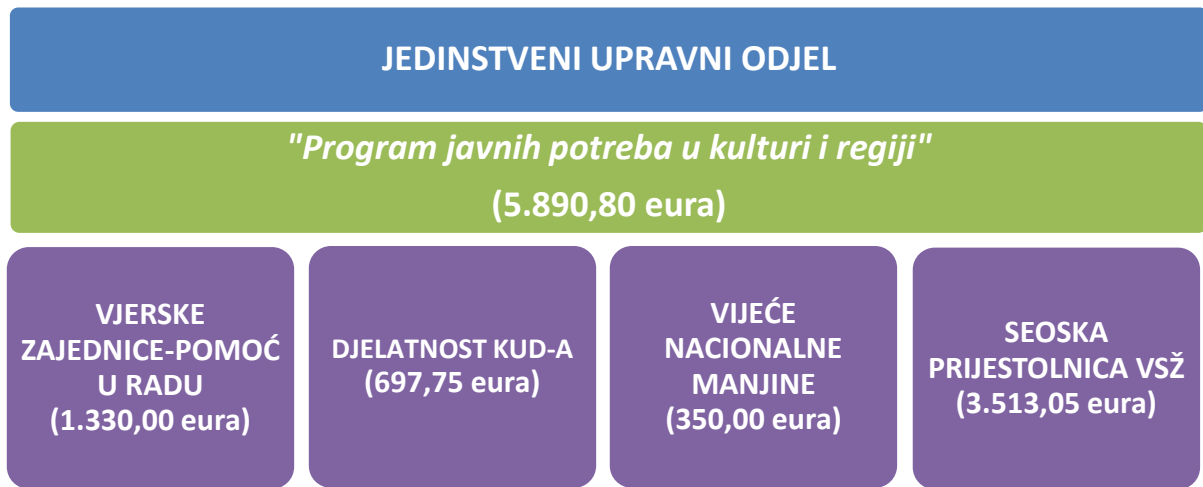 JEDINSTVENI UPRAVNI ODJEL
"Program javnih potreba u kulturi i regiji"
(5.890,80 eura)
VJERSKE
ZAJEDNICE-POMOĆ
U RADU
(1.330,00 eura)
DJELATNOST KUD-A
(697,75 eura)
VIJEĆE
NACIONALNE
MANJINE
(350,00 eura)
SEOSKA
PRIJESTOLNICA VSŽ
(3.513,05 eura)